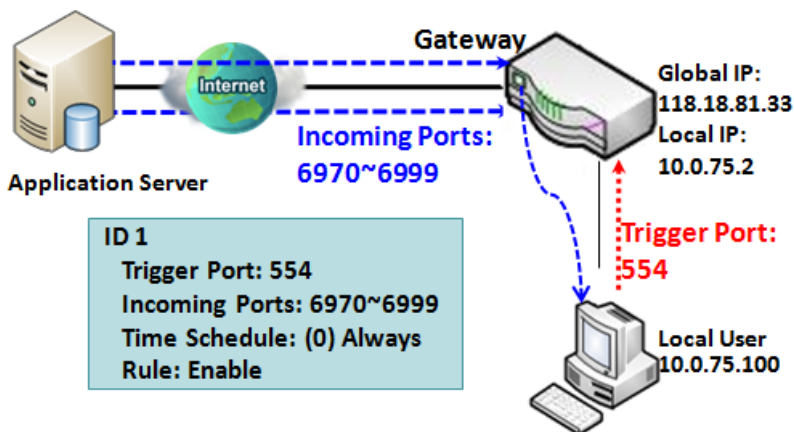 Gateway
Internet
Global IP:
118.18.81.33
Local IP:
10.0.75.2
Incoming Ports:
6970~6999
Application Server
Trigger Port:
554
ID 1
Trigger Port: 554
Incoming Ports: 6970~6999
Time Schedule: (0) Always
Rule: Enable
Local User
10.0.75.100